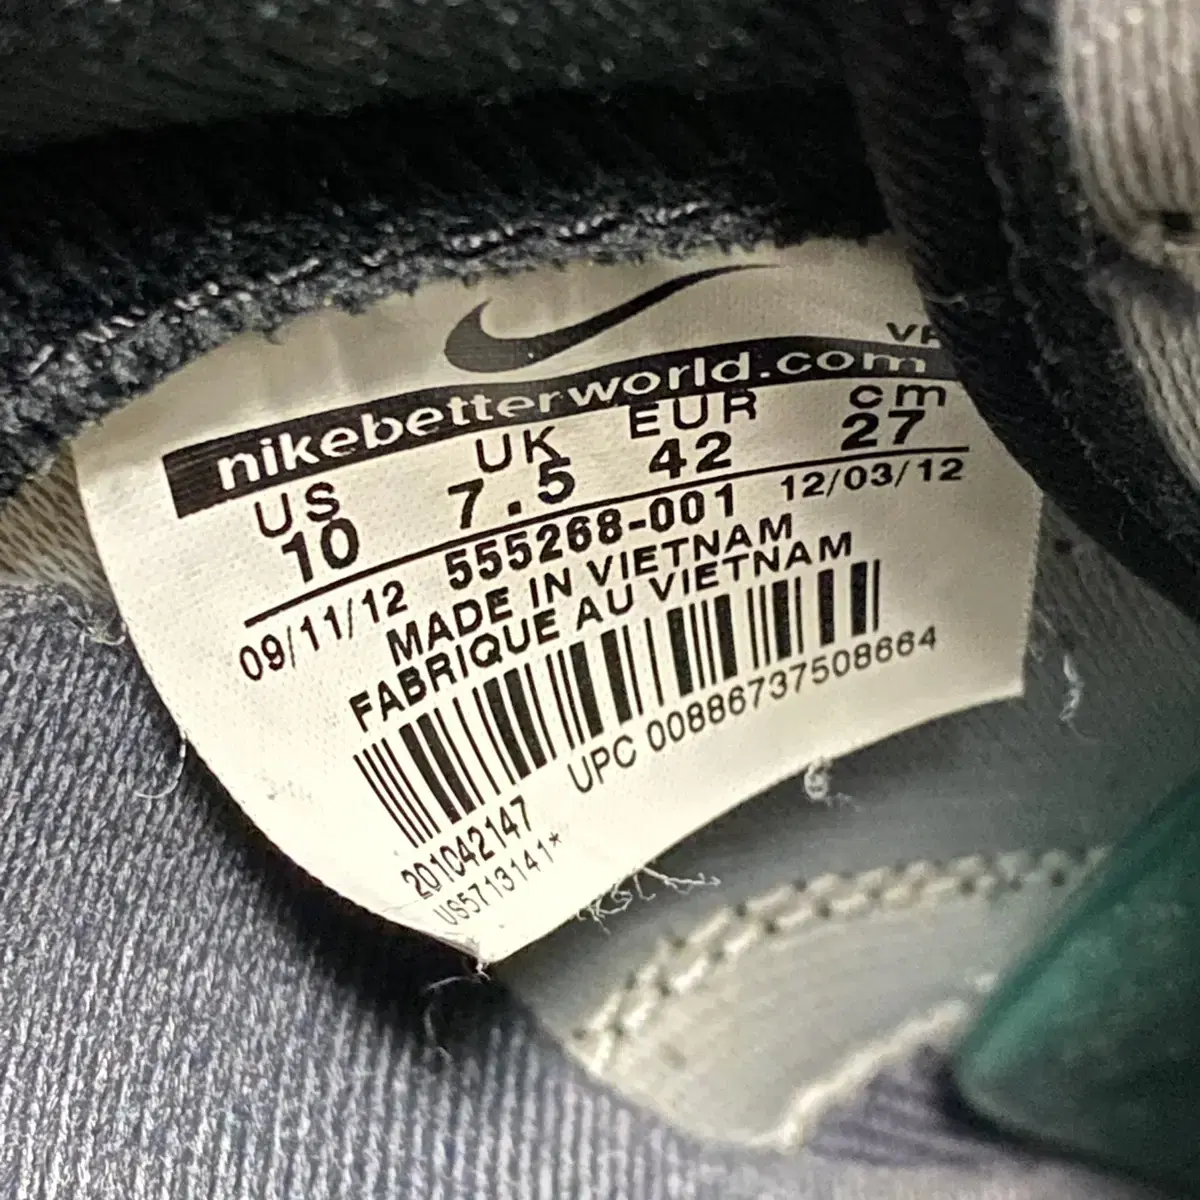 VF
nikebetterworld.com
US UK EUR cm
10 7.5 42 27
09/11/12 555268-001 12/03/12
MADE IN VIETNAM
FABRIQUE AU VIETNAM
UPC 00886737508664
201042147
US5713141*